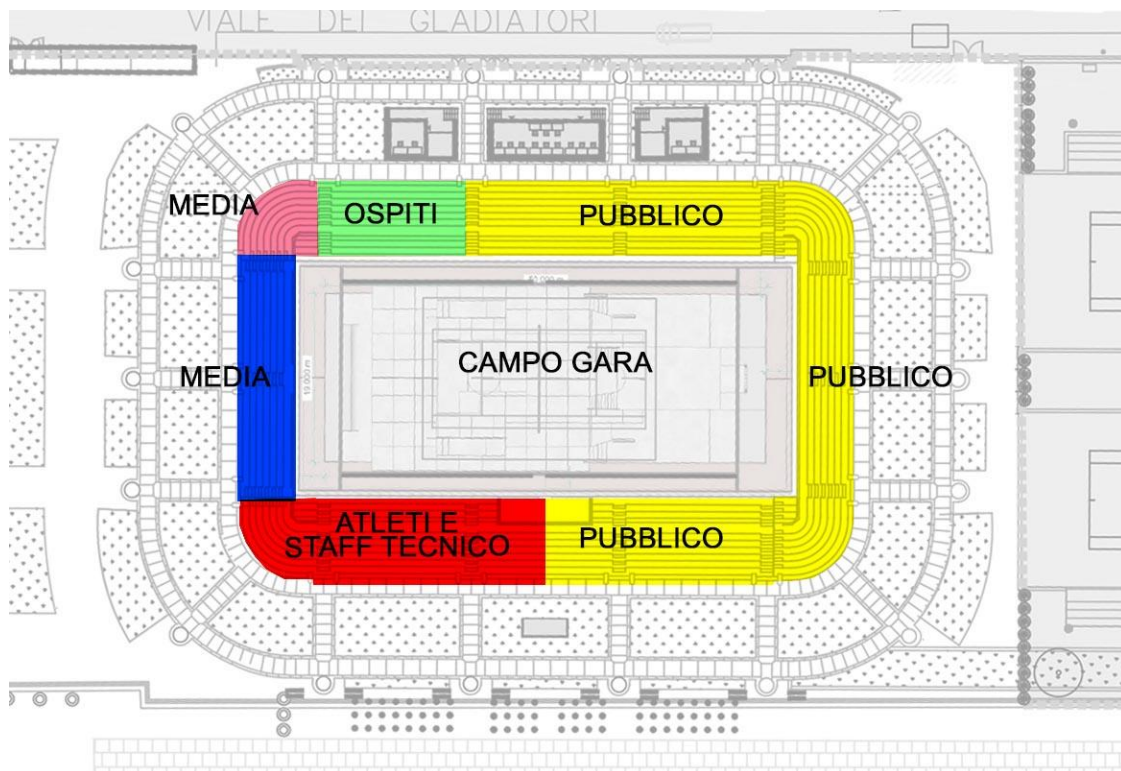 VIALE DEI GLADIATORI
MEDIA
OSPITI
PUBBLICO
CAMPO GARA
MEDIA
PUBBLICO
ATLETI E
STAFF TECNICO
PUBBLICO